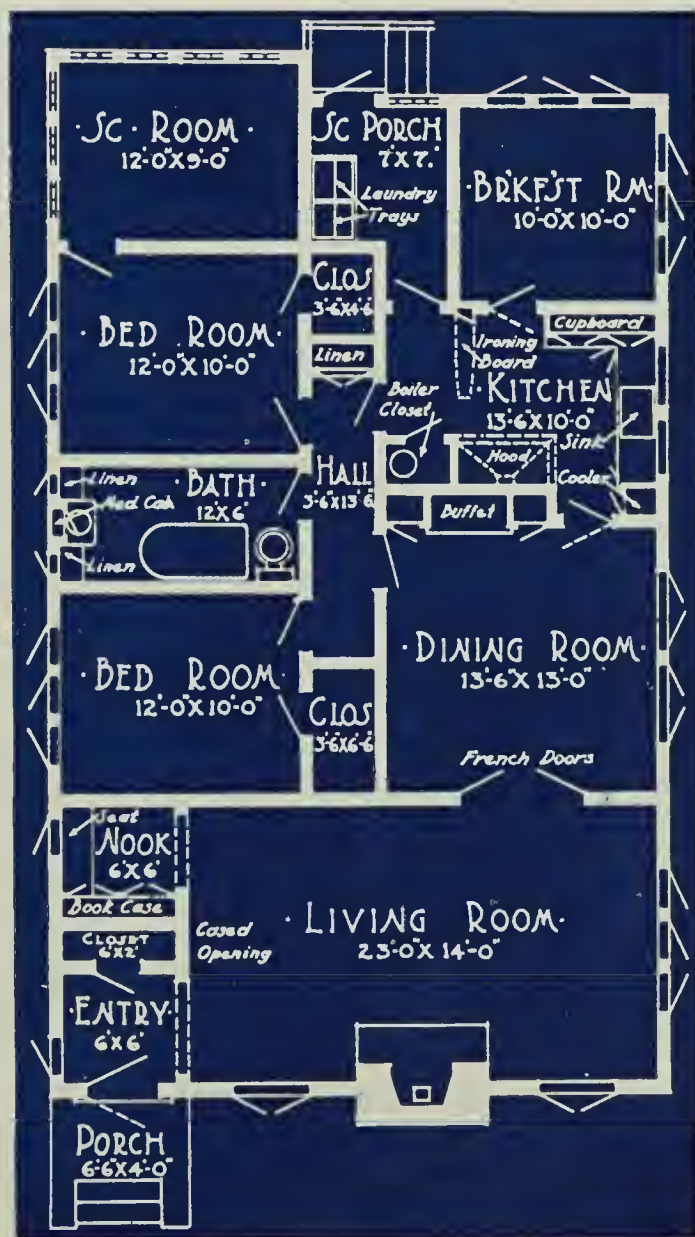 ·SC· ROOM·
12'-0"X9'-0"
SC PORCH
7'X7'
Laundry
Trays
·BR'KF'ST RM·
10'-0"X10'-0"
CLOS
3'-6"X4'-6"
·BED ROOM·
12'-0"X10'-0"
Linen
Cupboard
Ironing
Board
Boiler
Closet
·KITCHEN
13'-6"X10'-0"
Sink
Hood
Cooler
Linen
·BATH·
12'X6'
Med Cab
Linen
HALL
3'-6"X13'-6"
Buffet
·BED ROOM·
12'-0"X10'-0"
·DINING ROOM·
13'-6"X13'-0"
CLOS
3'-6"X6'-6"
French Doors
Seat
·NOOK
6'X6'
Book Case
CLOSET
6'X2'
Cased
Opening
·LIVING ROOM·
23'-0"X14'-0"
·ENTRY·
6'X6'
PORCH
6'-6"X4'-0"